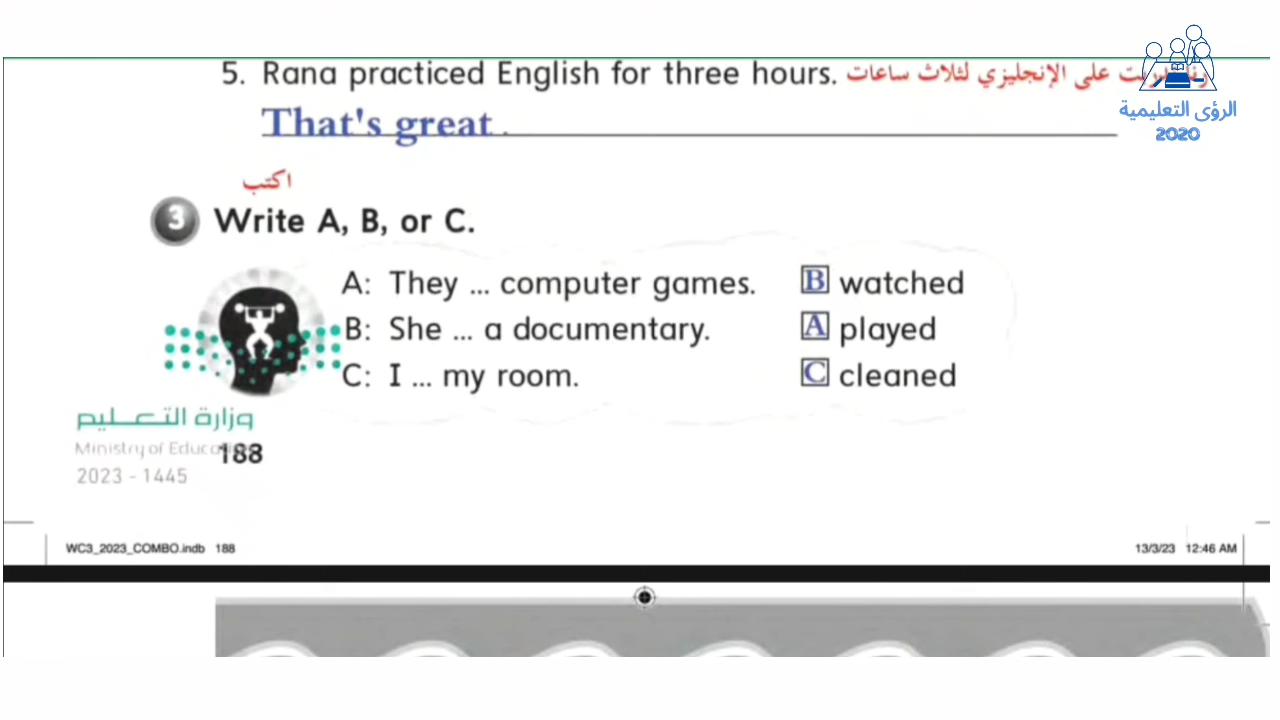 5. Rana practiced English for three hours. رنا تدربت على الإنجليزي لثلاث ساعات
That's great .
اكتب
3 Write A, B, or C.
A: They ... computer games. B watched
B: She ... a documentary. A played
C: I ... my room. C cleaned
وزارة التعليم
Ministry of Education
188
2023 - 1445
WC3_2023_COMBO.indb 188 13/3/23 12:46 AM
الرؤى التعليمية
2020